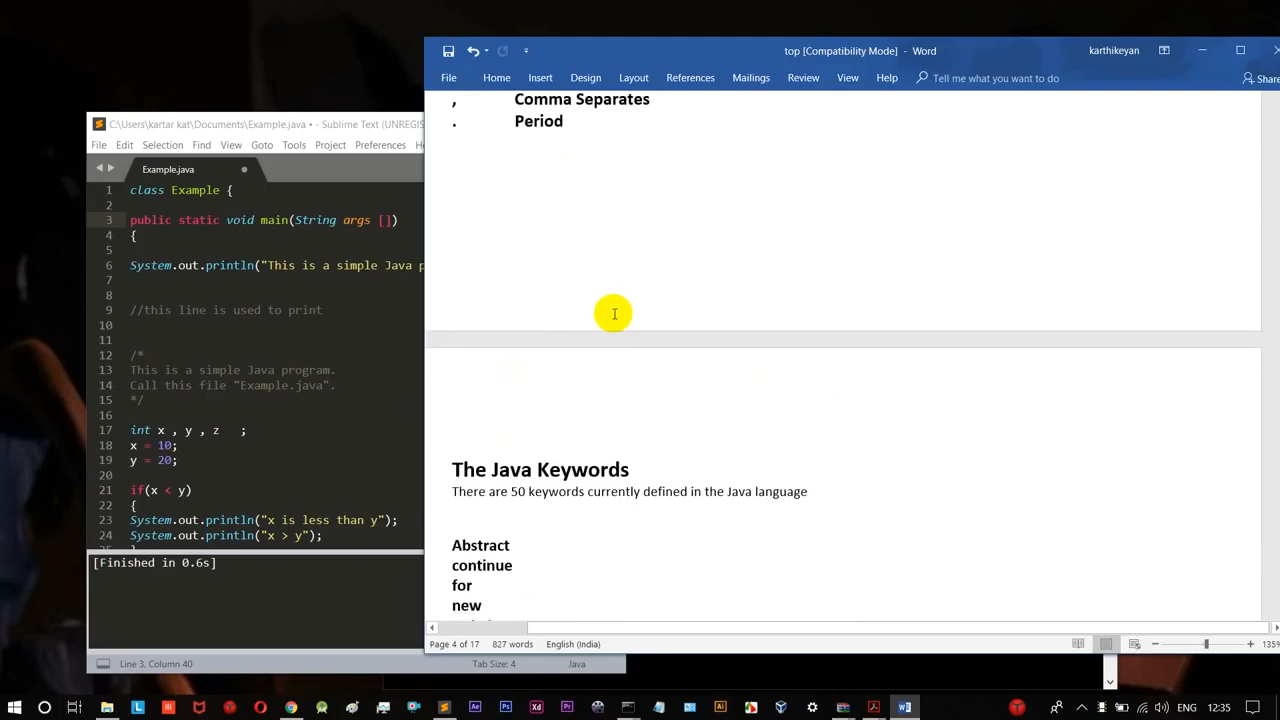 top [Compatibility Mode] - Word
karthikeyan
File Home Insert Design Layout References Mailings Review View Help Tell me what you want to do Share
, Comma Separates
. Period
The Java Keywords
There are 50 keywords currently defined in the Java language
Abstract
continue
for
new
Page 4 of 17 827 words English (India) 135%
C:\Users\kartar kat\Documents\Example.java • - Sublime Text (UNREGIS
File Edit Selection Find View Goto Tools Project Preferences
Example.java
1 class Example {
2
3 public static void main(String args [])
4 {
5
6 System.out.println("This is a simple Java p
7
8
9 //this line is used to print
10
11
12 /*
13 This is a simple Java program.
14 Call this file "Example.java".
15 */
16
17 int x , y , z ;
18 x = 10;
19 y = 20;
20
21 if(x < y)
22 {
23 System.out.println("x is less than y");
24 System.out.println("x > y");
[Finished in 0.6s]
Line 3, Column 40 Tab Size: 4 Java
ENG 12:35